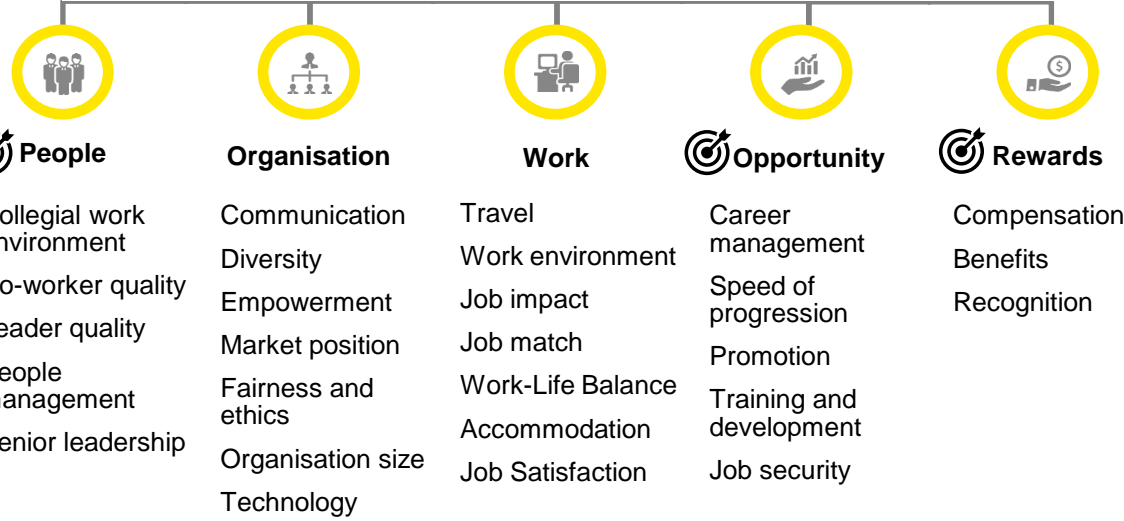 $
People
ollegial work
nvironment
o-worker quality
eader quality
eople
anagement
enior leadership
Organisation
Communication
Diversity
Empowerment
Market position
Fairness and
ethics
Organisation size
Technology
Work
Travel
Work environment
Job impact
Job match
Work-Life Balance
Accommodation
Job Satisfaction
Opportunity
Career
management
Speed of
progression
Promotion
Training and
development
Job security
Rewards
Compensation
Benefits
Recognition